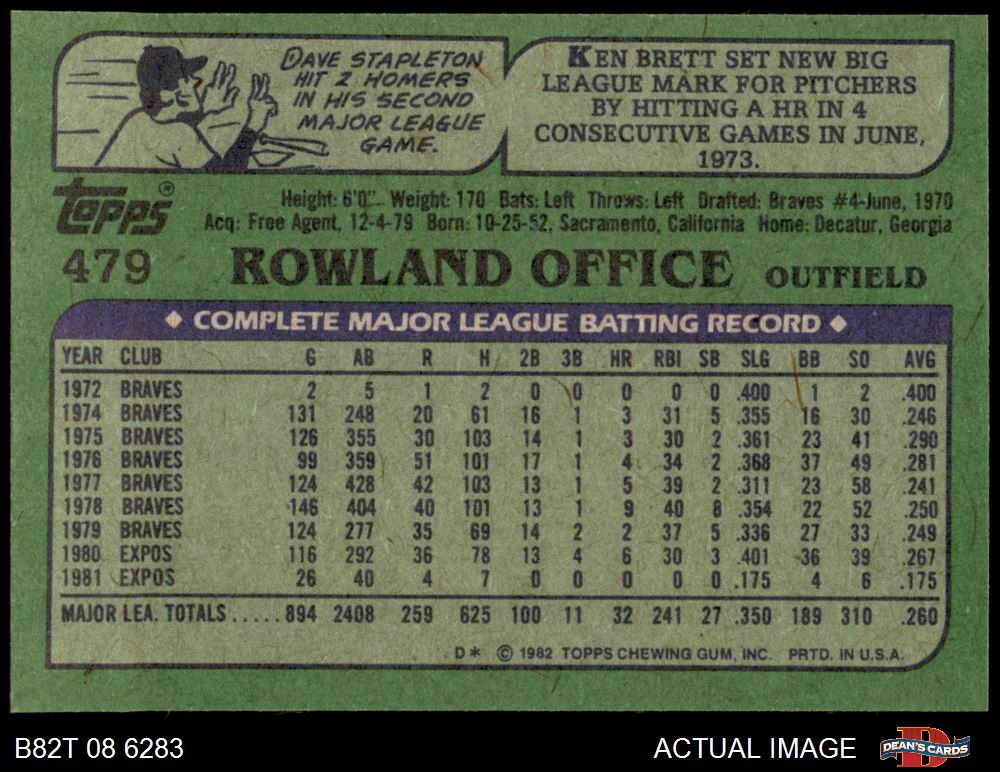 DAVE STAPLETON
HIT 2 HOMERS
IN HIS SECOND
MAJOR LEAGUE
GAME.
KEN BRETT SET NEW BIG
LEAGUE MARK FOR PITCHERS
BY HITTING A HR IN 4
CONSECUTIVE GAMES IN JUNE,
1973.
TOPPS®
Height: 6'0" Weight: 170 Bats: Left Throws: Left Drafted: Braves #4-June, 1970
Acq: Free Agent, 12-4-79 Born: 10-25-52, Sacramento, California Home: Decatur, Georgia
479 ROWLAND OFFICE OUTFIELD
◆ COMPLETE MAJOR LEAGUE BATTING RECORD ◆
YEAR CLUB G AB R H 2B 3B HR RBI SB SLG BB SO AVG
1972 BRAVES 2 5 1 2 0 0 0 0 0 .400 1 2 .400
1974 BRAVES 131 248 20 61 16 1 3 31 5 .355 16 30 .246
1975 BRAVES 126 355 30 103 14 1 3 30 2 .361 23 41 .290
1976 BRAVES 99 359 51 101 17 1 4 34 2 .368 37 49 .281
1977 BRAVES 124 428 42 103 13 1 5 39 2 .311 23 58 .241
1978 BRAVES 146 404 40 101 13 1 9 40 8 .354 22 52 .250
1979 BRAVES 124 277 35 69 14 2 2 37 5 .336 27 33 .249
1980 EXPOS 116 292 36 78 13 4 6 30 3 .401 36 39 .267
1981 EXPOS 26 40 4 7 0 0 0 0 0 .175 4 6 .175
MAJOR LEA. TOTALS ..... 894 2408 259 625 100 11 32 241 27 .350 189 310 .260
D* © 1982 TOPPS CHEWING GUM, INC. PRTD. IN U.S.A.
B82T 08 6283
ACTUAL IMAGE
DEAN'S CARDS